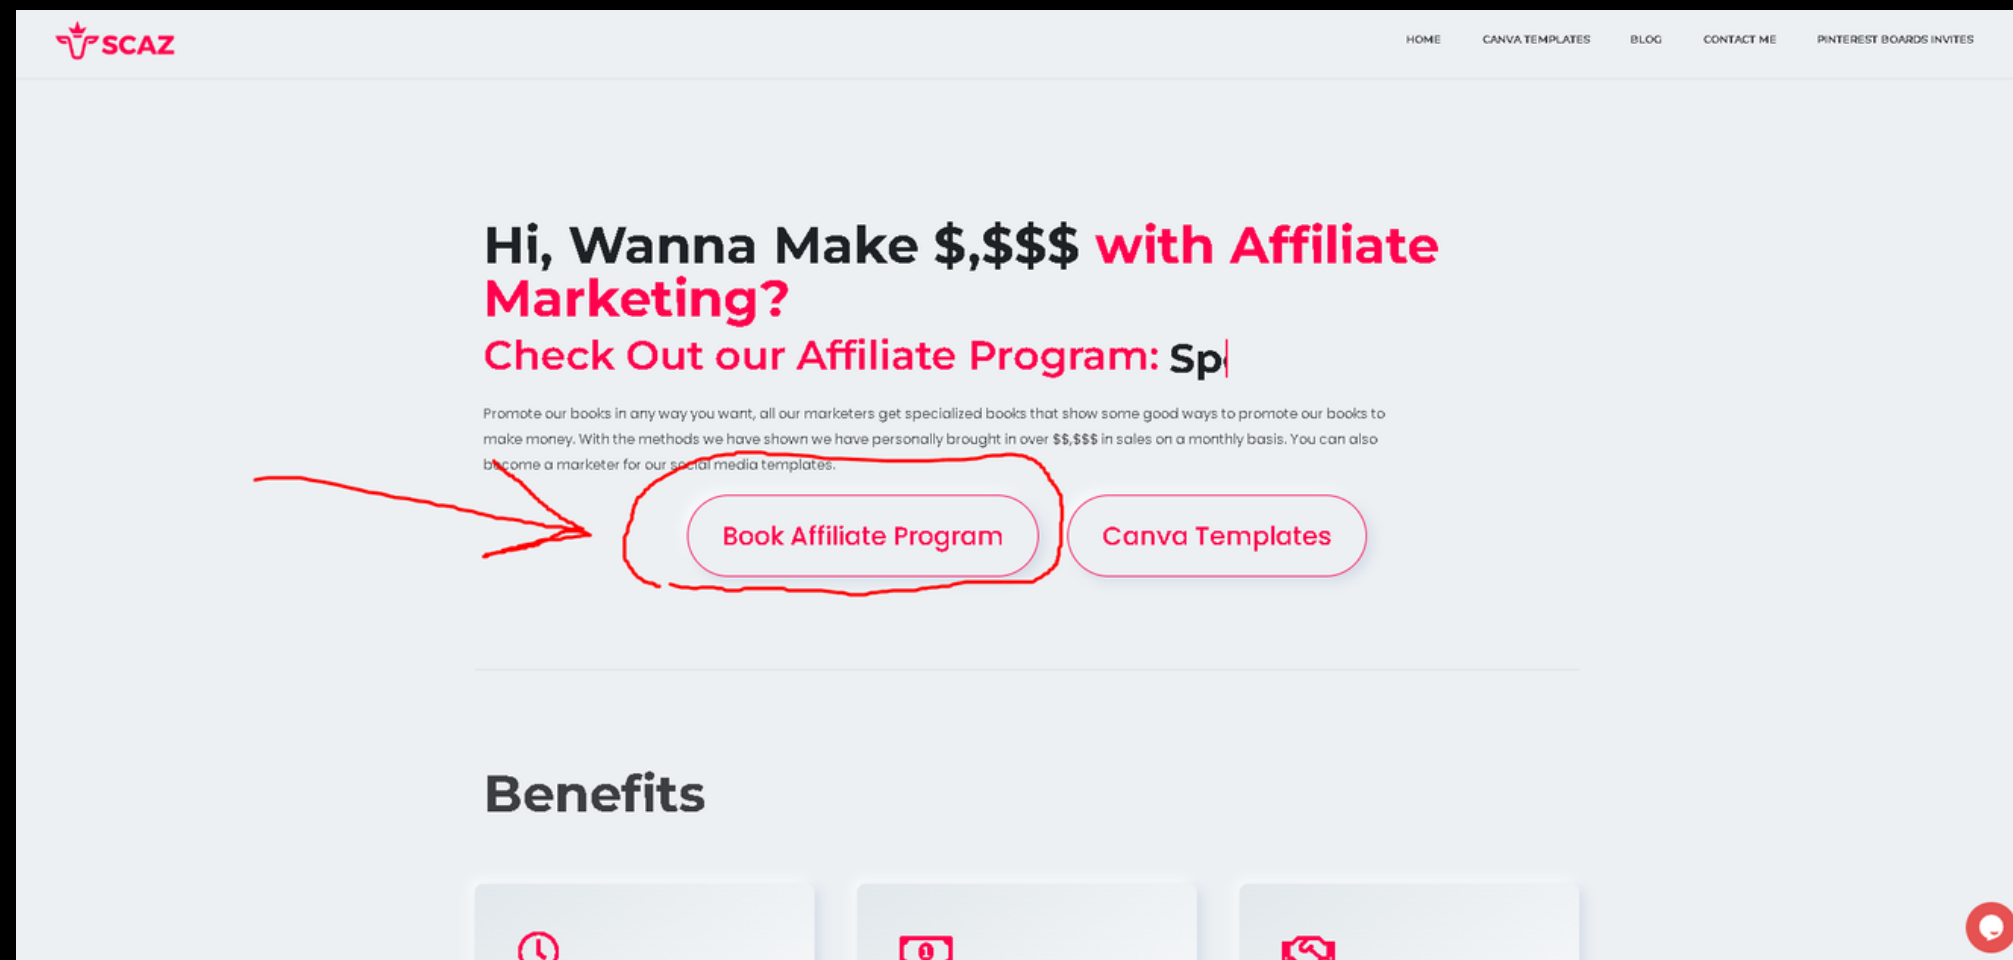 SCAZ
HOME CANVA TEMPLATES BLOG CONTACT ME PINTEREST BOARDS INVITES
Hi, Wanna Make $,$$$ with Affiliate
Marketing?
Check Out our Affiliate Program: Sp
Promote our books in any way you want, all our marketers get specialized books that show some good ways to promote our books to
make money. With the methods we have shown we have personally brought in over $$,$$$ in sales on a monthly basis. You can also
become a marketer for our social media templates.
Book Affiliate Program
Canva Templates
Benefits
1